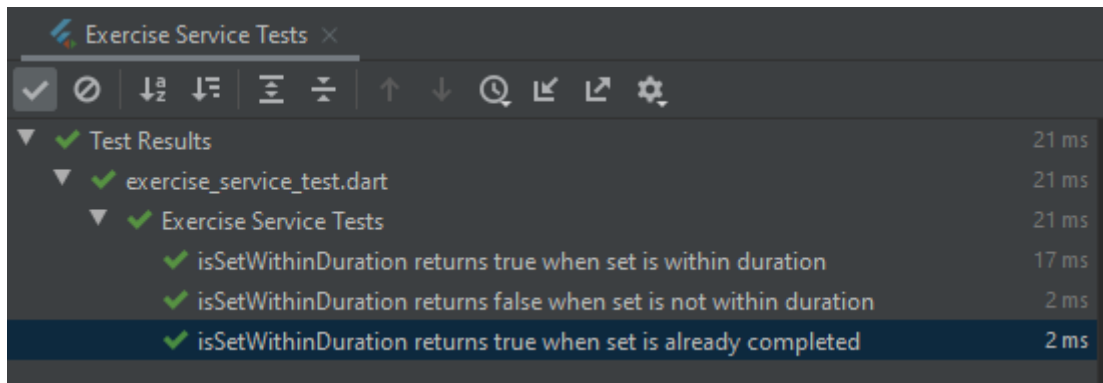 Exercise Service Tests
Test Results 21 ms
exercise_service_test.dart 21 ms
Exercise Service Tests 21 ms
isSetWithinDuration returns true when set is within duration 17 ms
isSetWithinDuration returns false when set is not within duration 2 ms
isSetWithinDuration returns true when set is already completed 2 ms